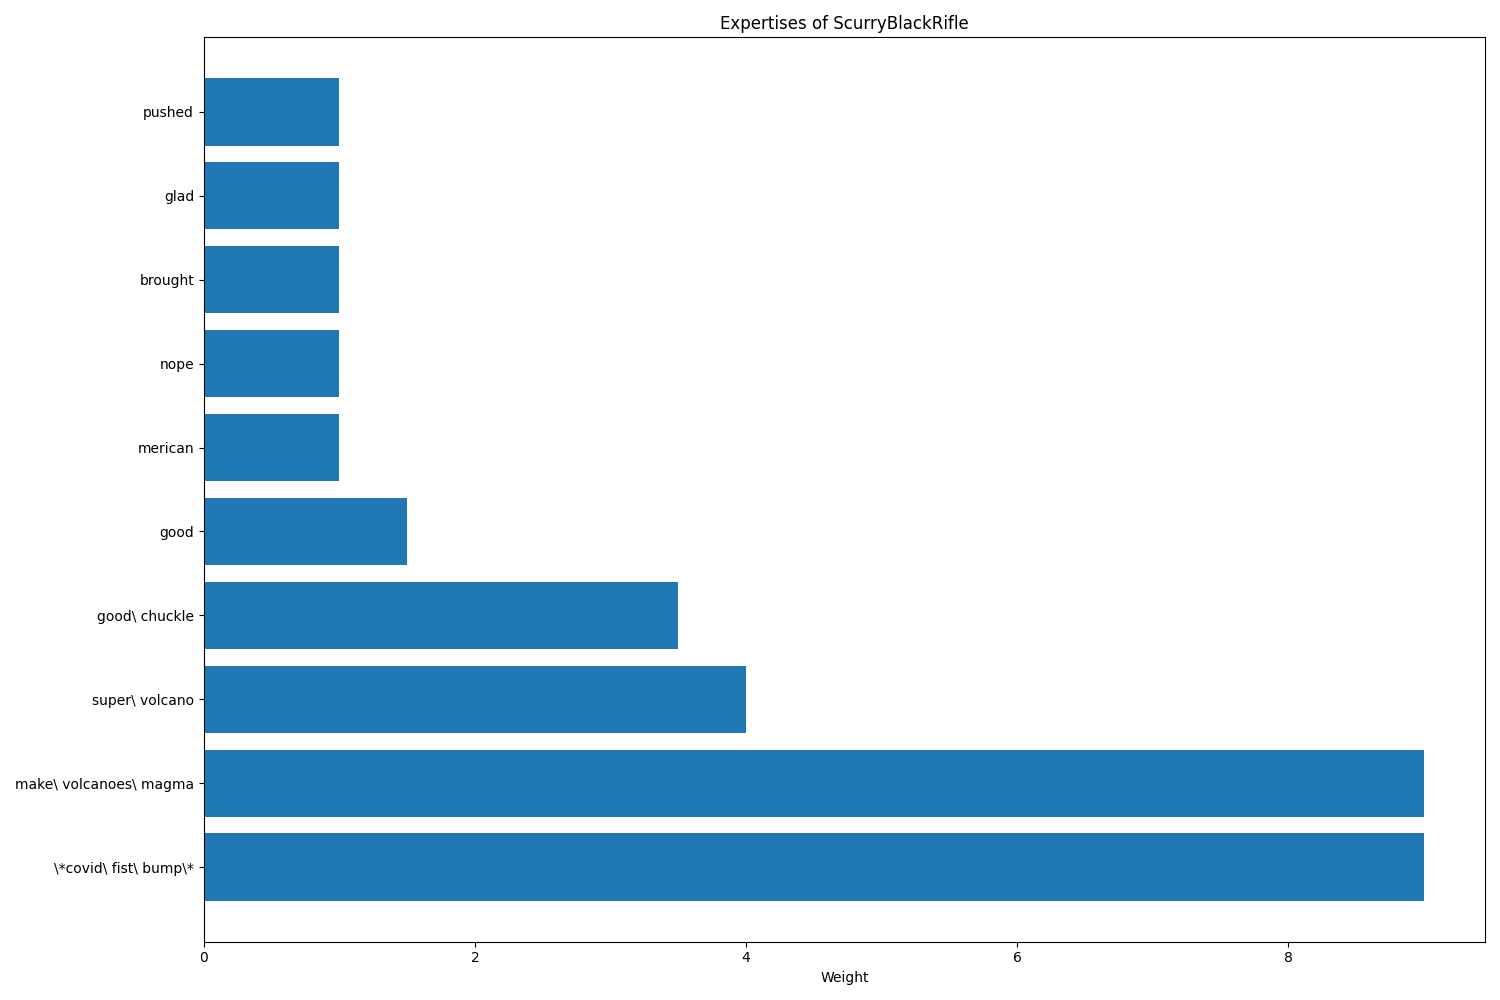 Expertises of ScurryBlackRifle
pushed
glad
brought
nope
merican
good
good\ chuckle
super\ volcano
make\ volcanoes\ magma
\*covid\ fist\ bump\*
0 2 4 6 8
Weight